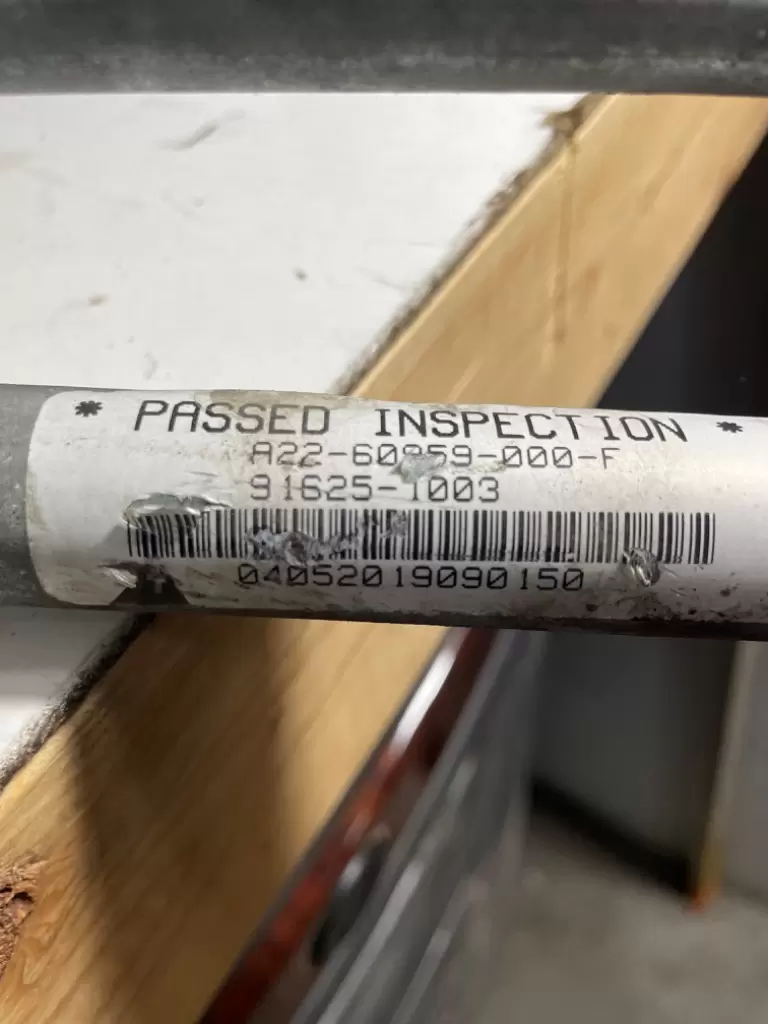 * PASSED INSPECTION *
91625-1003
04052019090150